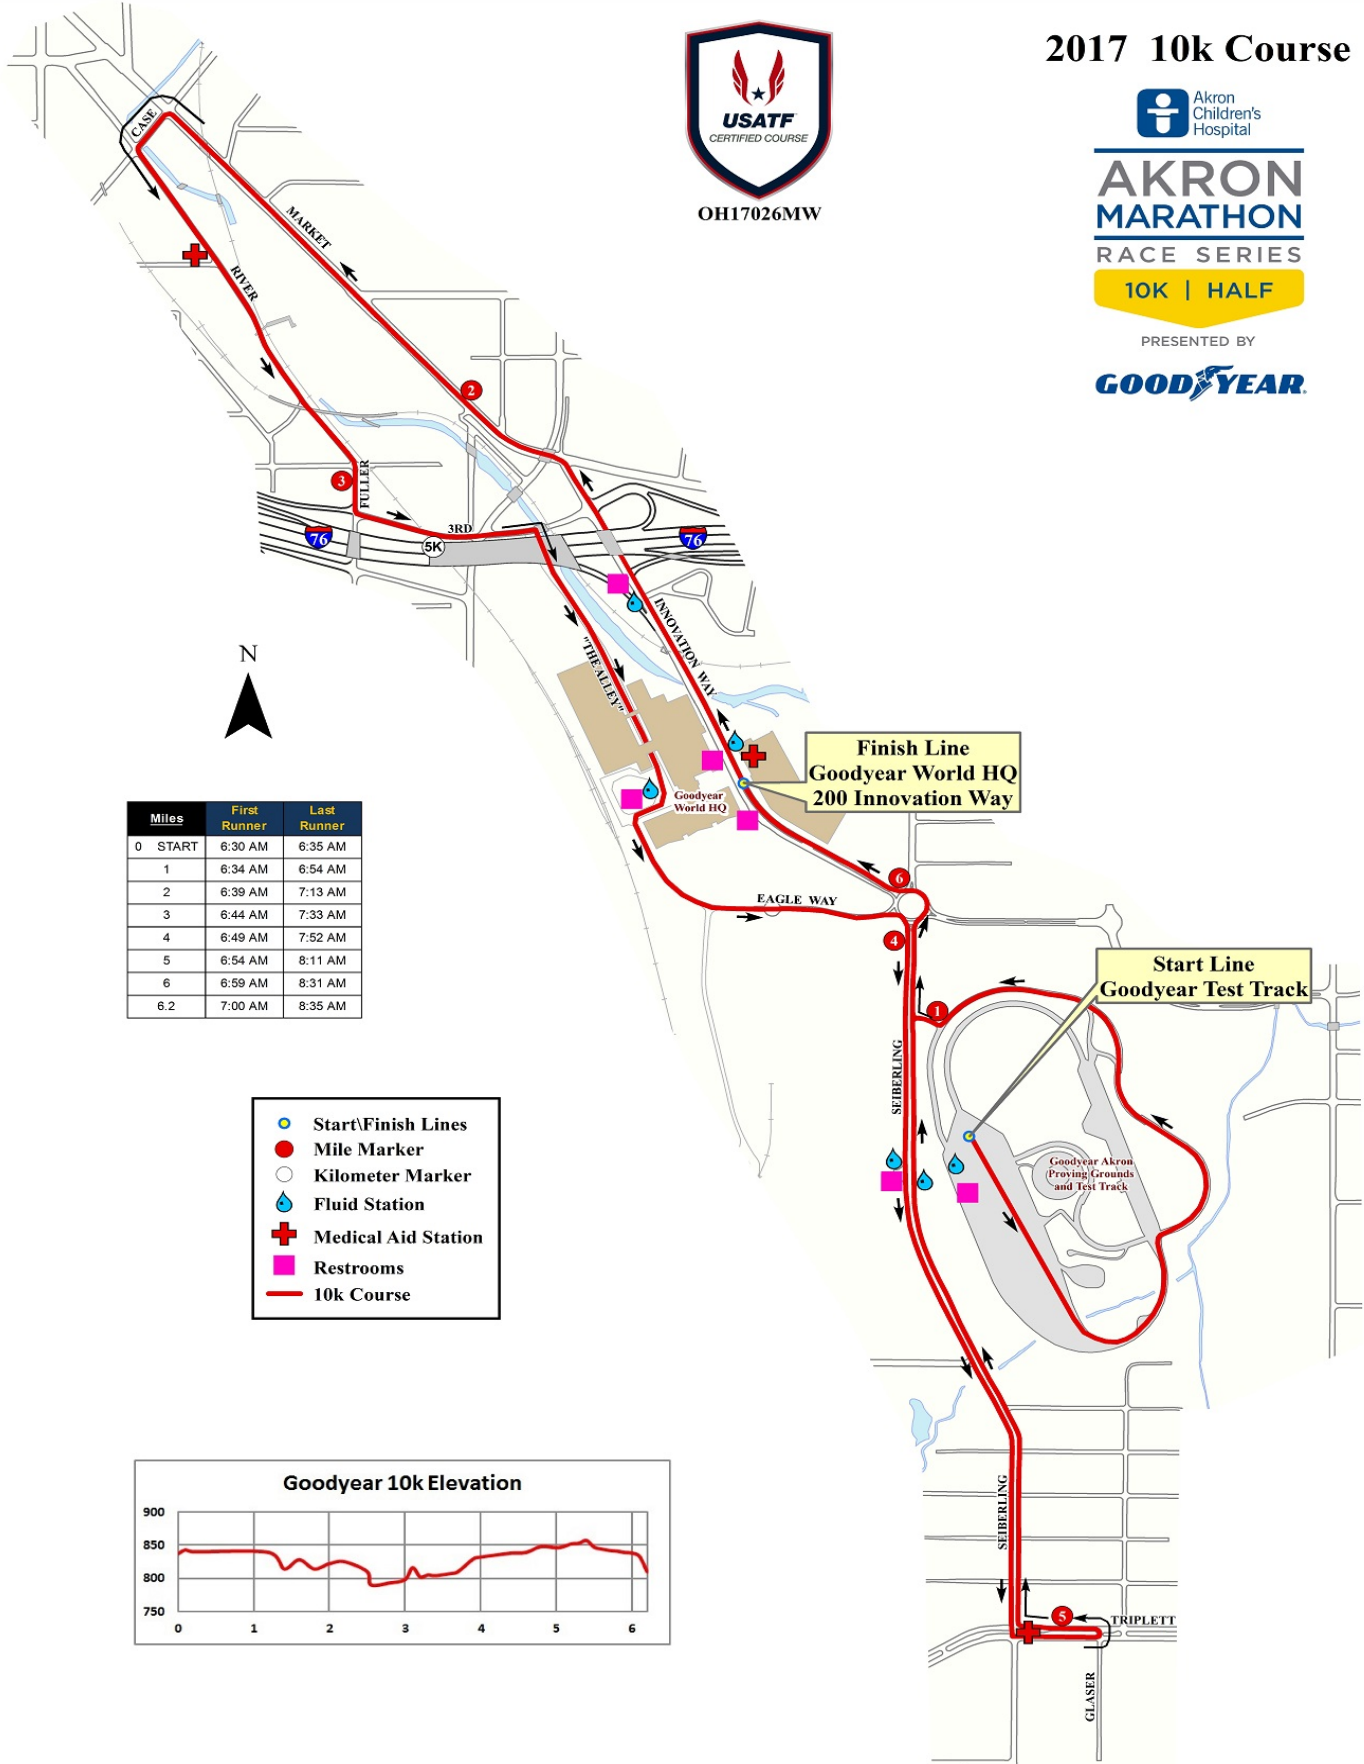 2017 10k Course
USATF
CERTIFIED COURSE
OH17026MW
Akron
Children's
Hospital
AKRON
MARATHON
RACE SERIES
10K | HALF
PRESENTED BY
GOODYEAR
CASE
MARKET
RIVER
2
3
FULLER
3RD
5K
76
76
INNOVATION WAY
"THE ALLEY"
N
Finish Line
Goodyear World HQ
200 Innovation Way
Goodyear
World HQ
Miles
First
Runner
Last
Runner
0 START 6:30 AM 6:35 AM
1 6:34 AM 6:54 AM
2 6:39 AM 7:13 AM
3 6:44 AM 7:33 AM
4 6:49 AM 7:52 AM
5 6:54 AM 8:11 AM
6 6:59 AM 8:31 AM
6.2 7:00 AM 8:35 AM
6
EAGLE WAY
4
Start Line
Goodyear Test Track
1
SEIBERLING
Goodyear Akron
Proving Grounds
and Test Track
Start\Finish Lines
Mile Marker
Kilometer Marker
Fluid Station
Medical Aid Station
Restrooms
10k Course
Goodyear 10k Elevation
900
850
800
750
0 1 2 3 4 5 6
SEIBERLING
5
TRIPLETT
GLASER